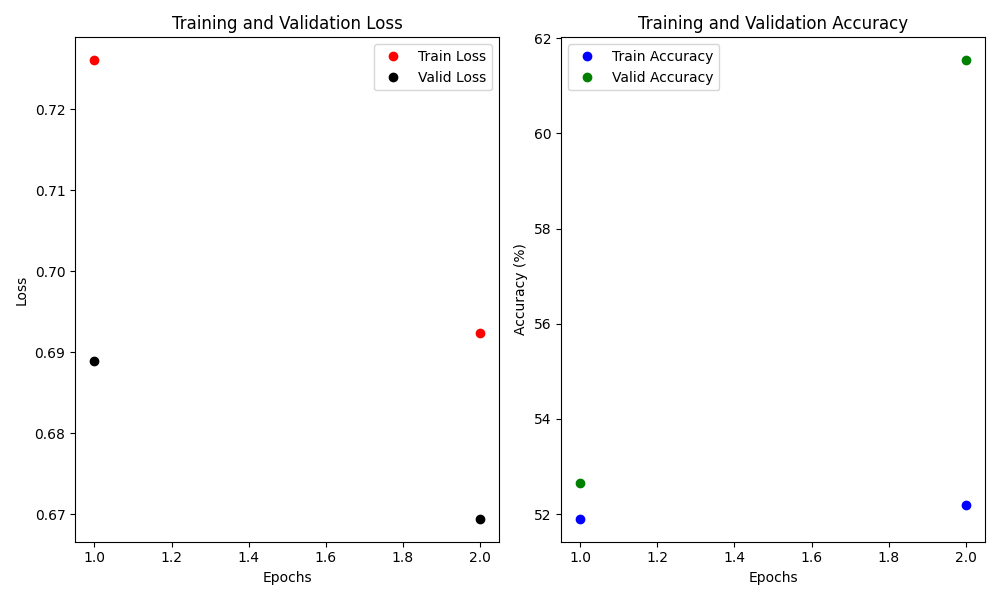 Training and Validation Loss
Train Loss
Valid Loss
0.72
0.71
0.70
0.69
0.68
0.67
Loss
1.0 1.2 1.4 1.6 1.8 2.0
Epochs
Training and Validation Accuracy
Train Accuracy
Valid Accuracy
62
60
58
56
54
52
Accuracy (%)
1.0 1.2 1.4 1.6 1.8 2.0
Epochs